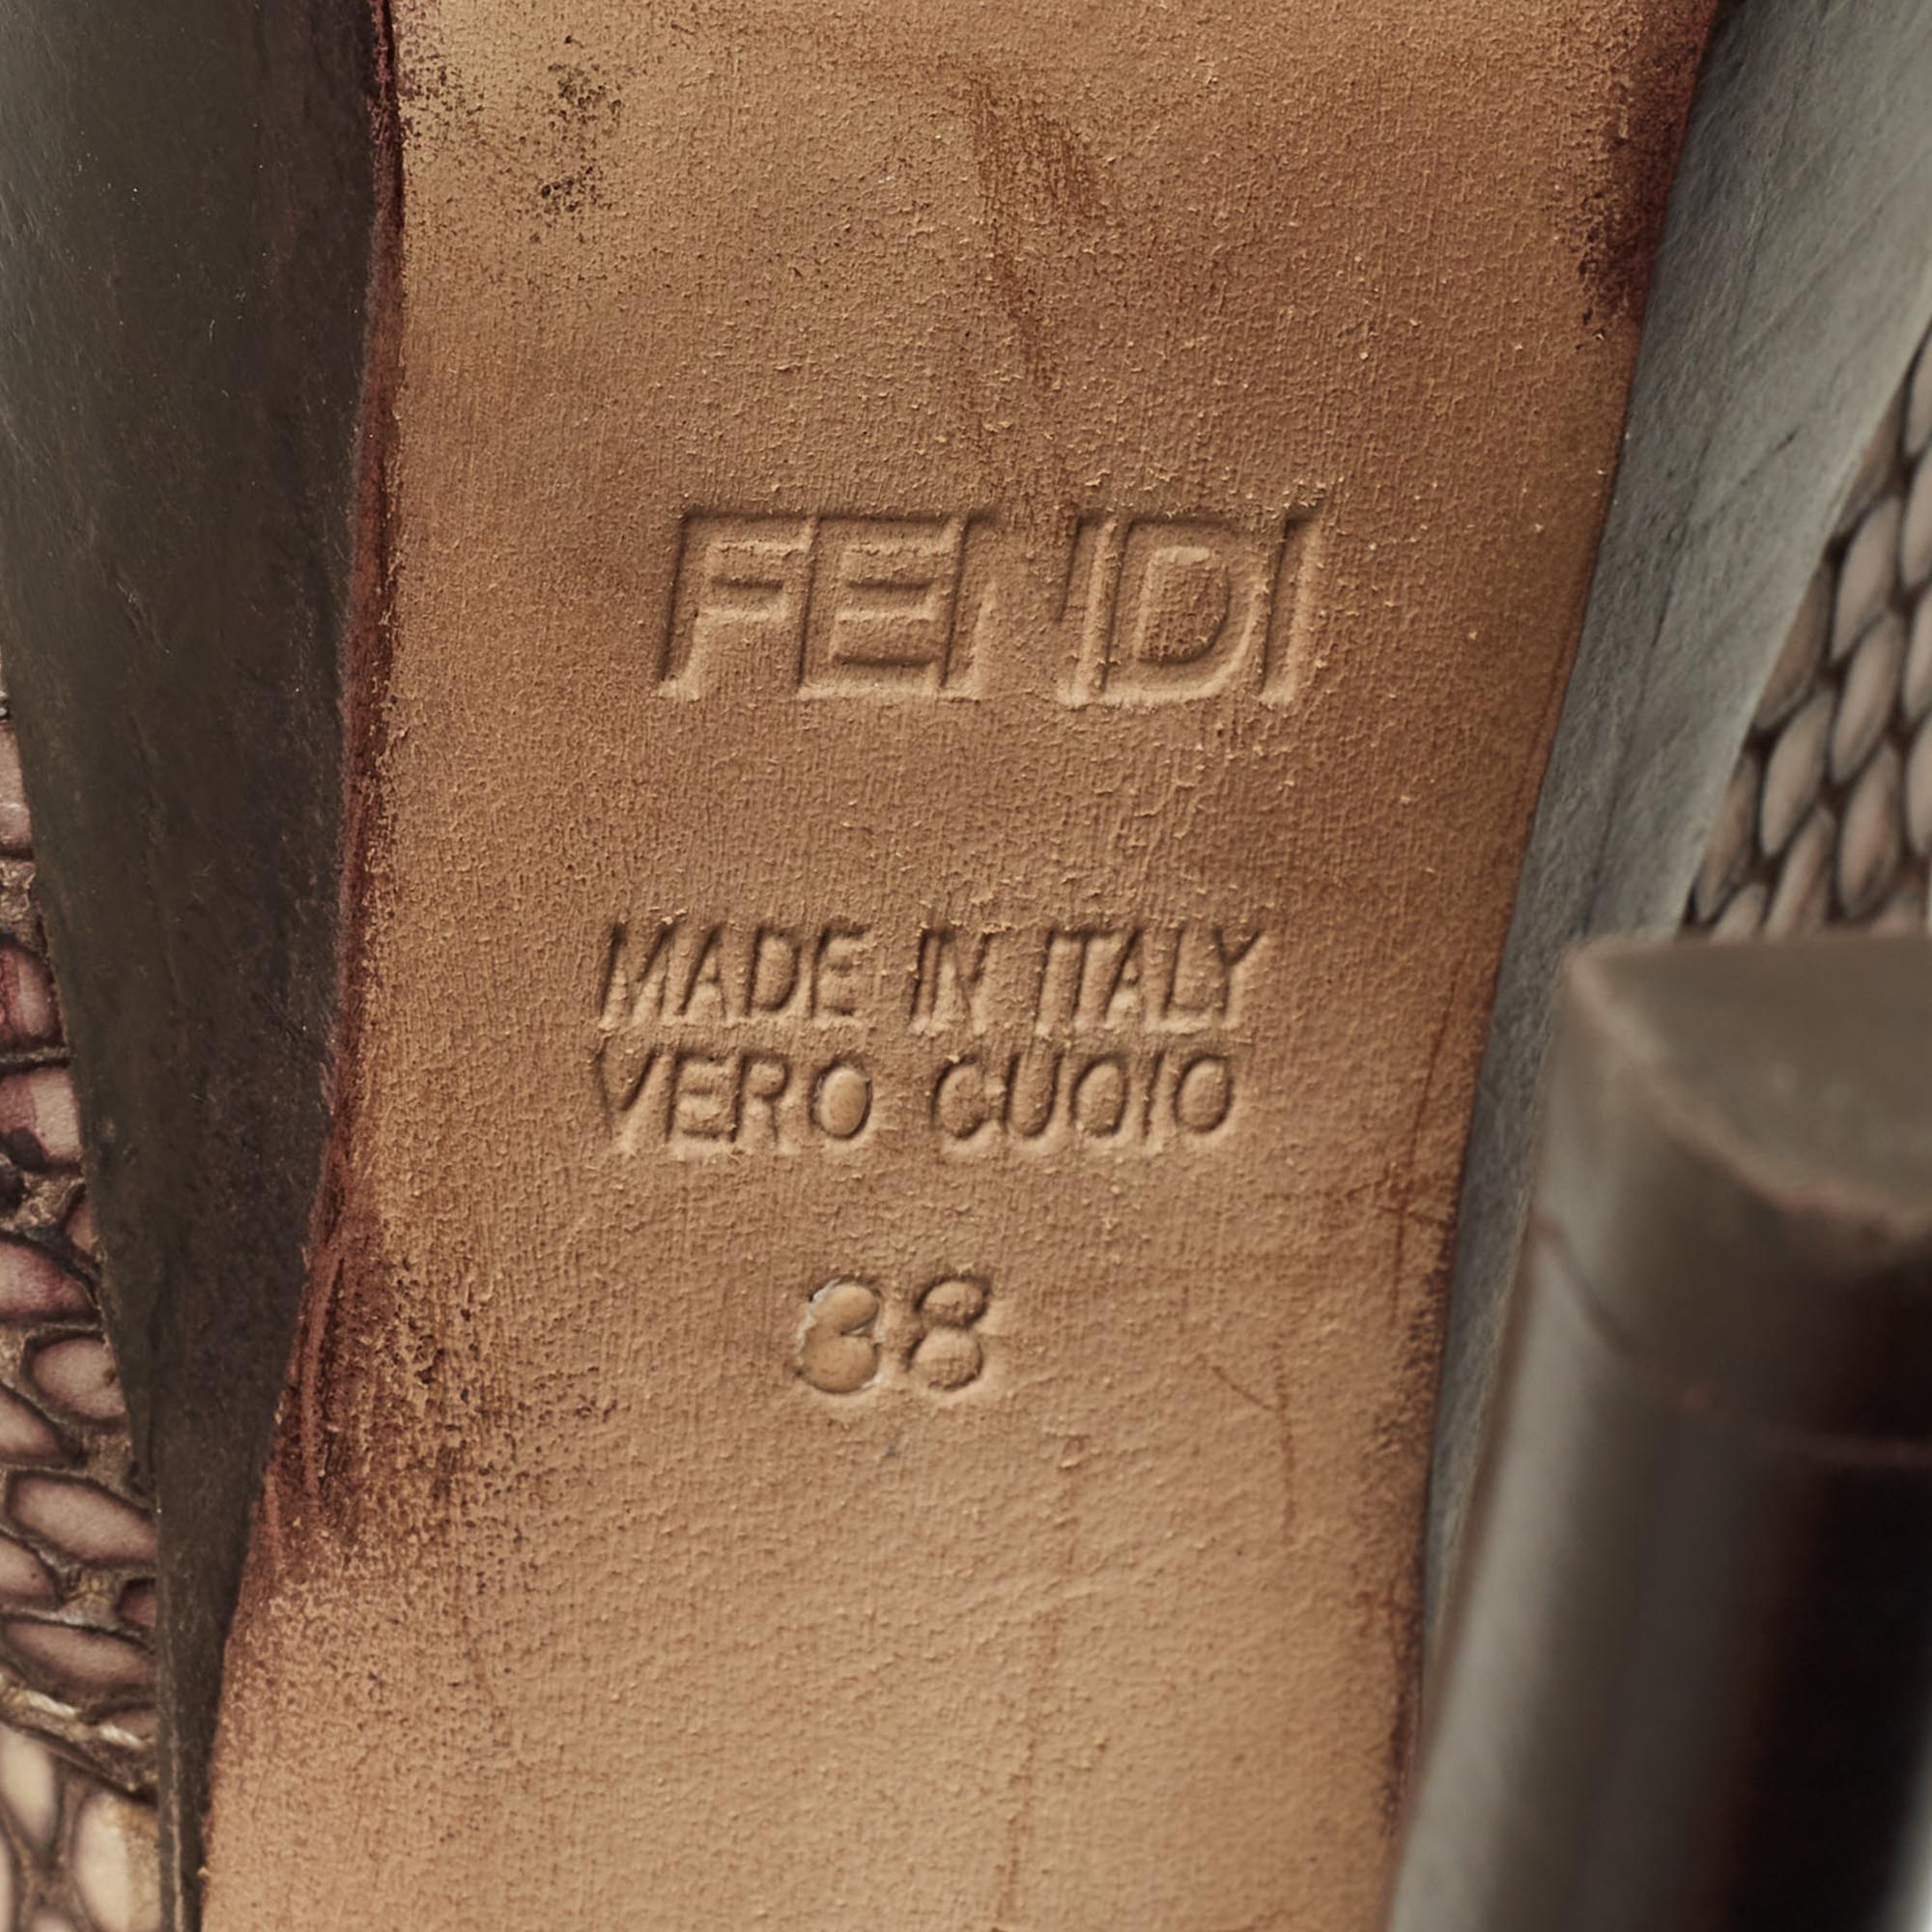 FENDI
MADE IN ITALY
VERO CUOIO
38